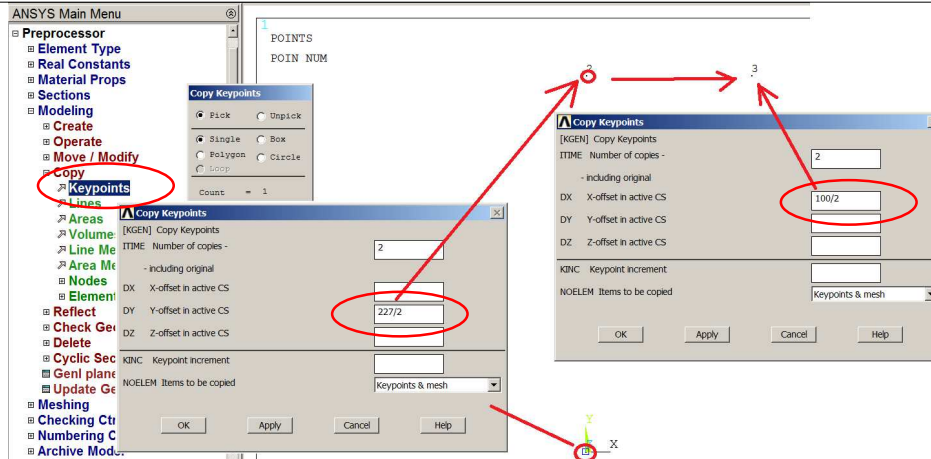 ANSYS Main Menu
Preprocessor
Element Type
Real Constants
Material Props
Sections
Modeling
Create
Operate
Move / Modify
Copy
Keypoints
Lines
Areas
Volume
Line Me
Area Me
Nodes
Element
Reflect
Check Ge
Delete
Cyclic Sec
Genl plane
Update Ge
Meshing
Checking Ctr
Numbering C
Archive Model
1
POINTS
POIN NUM
Copy Keypoints
Pick Unpick
Single Box
Polygon Circle
Loop
Count = 1
Copy Keypoints
[KGEN] Copy Keypoints
ITIME Number of copies - 2
- including original
DX X-offset in active CS
DY Y-offset in active CS 227/2
DZ Z-offset in active CS
KINC Keypoint increment
NOELEM Items to be copied Keypoints & mesh
OK Apply Cancel Help
2
3
Copy Keypoints
[KGEN] Copy Keypoints
ITIME Number of copies - 2
- including original
DX X-offset in active CS 100/2
DY Y-offset in active CS
DZ Z-offset in active CS
KINC Keypoint increment
NOELEM Items to be copied Keypoints & mesh
OK Apply Cancel Help
Y
X